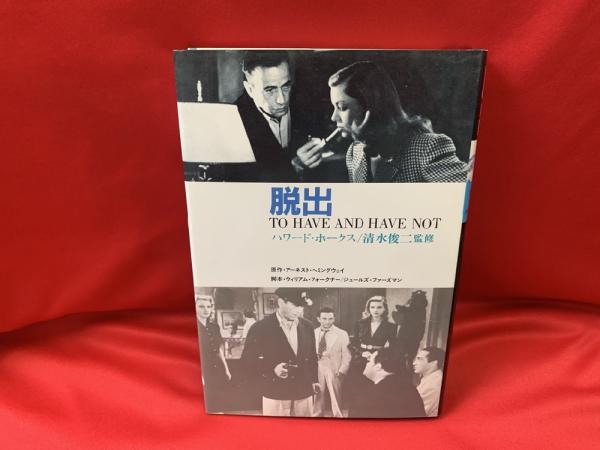 脱出
TO HAVE AND HAVE NOT
ハワード・ホークス/清水俊二監修
原作・アーネスト・ヘミングウェイ
脚本・ウィリアム・フォークナー/ジュールズ・ファースマン